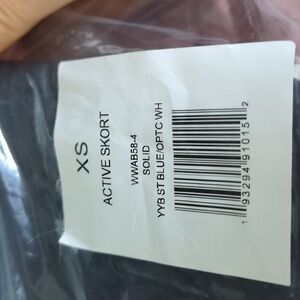 XS
ACTIVE SKORT
WWAB58-4
SOLID
YYB ST BLUE/OPTC WH
1 93294 91015 2